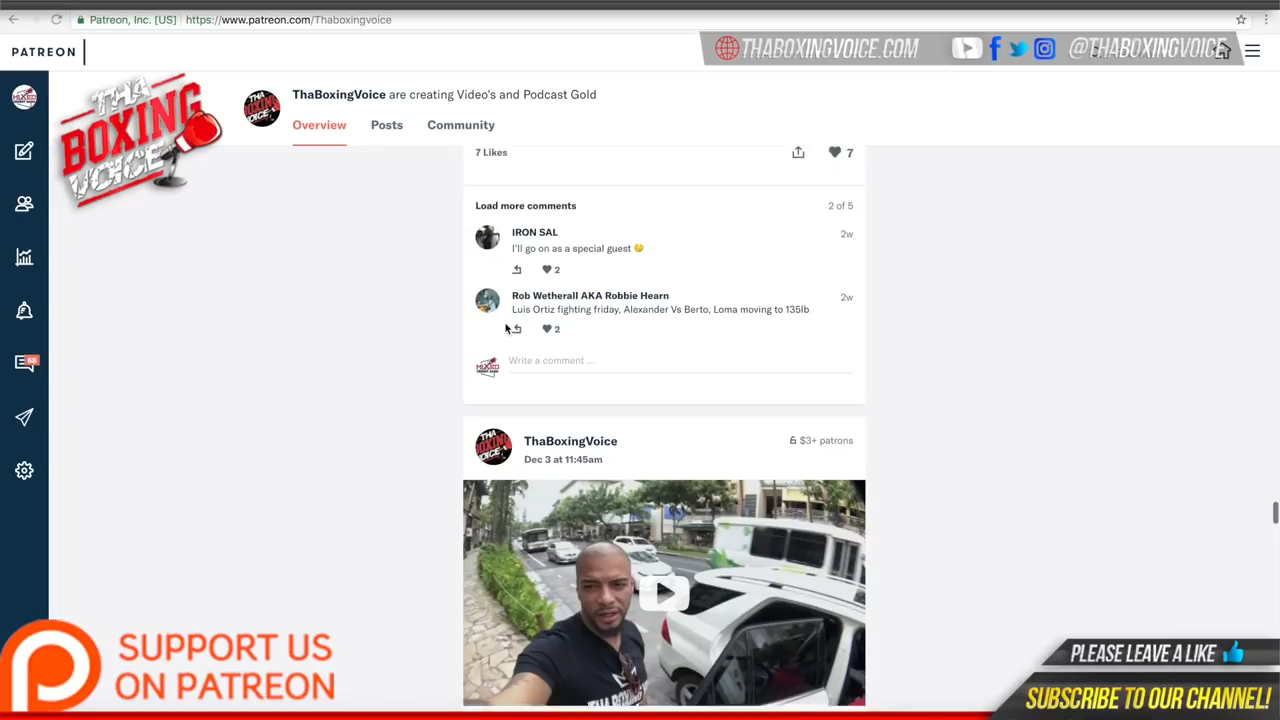 Patreon, Inc. [US]
https://www.patreon.com/Thaboxingvoice
PATREON
THABOXINGVOICE.COM
@THABOXINGVOICE
THA BOXING VOICE
ThaBoxingVoice are creating Video's and Podcast Gold
Overview
Posts
Community
7 Likes
7
Load more comments
2 of 5
IRON SAL
2w
I'll go on as a special guest
2
Rob Wetherall AKA Robbie Hearn
2w
Luis Ortiz fighting friday, Alexander Vs Berto, Loma moving to 135lb
2
Write a comment ...
68
ThaBoxingVoice
$3+ patrons
Dec 3 at 11:45am
SUPPORT US
ON PATREON
PLEASE LEAVE A LIKE
SUBSCRIBE TO OUR CHANNEL!